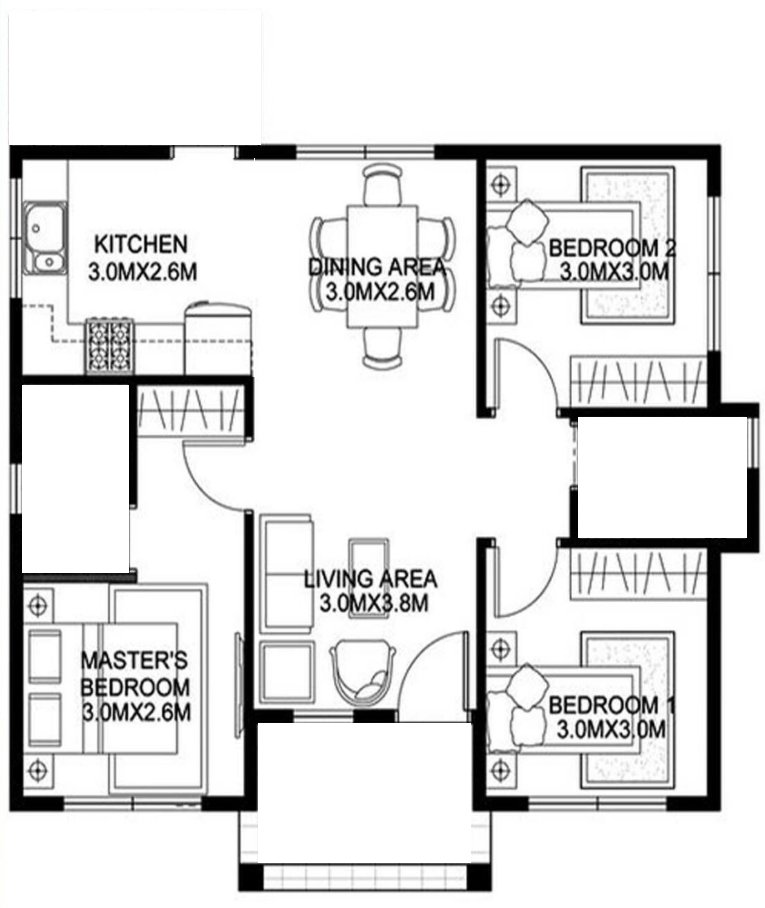 KITCHEN
3.0MX2.6M
DINING AREA
3.0MX2.6M
BEDROOM 2
3.0MX3.0M
LIVING AREA
3.0MX3.8M
MASTER'S
BEDROOM
3.0MX2.6M
BEDROOM 1
3.0MX3.0M